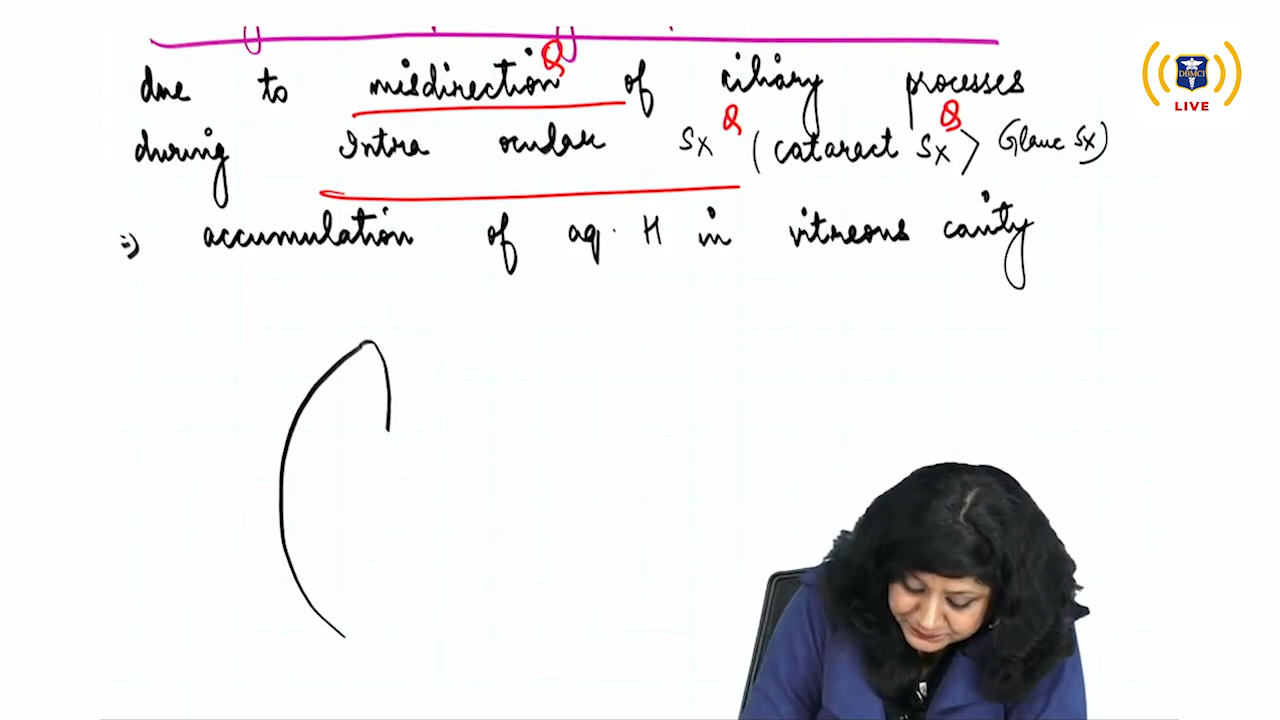 due to misdirection Q of ciliary processes
during Intra ocular Sx Q (cataract Sx Q > Glauc Sx)
⇒ accumulation of aq. H in vitreous cavity
DBMCI
LIVE